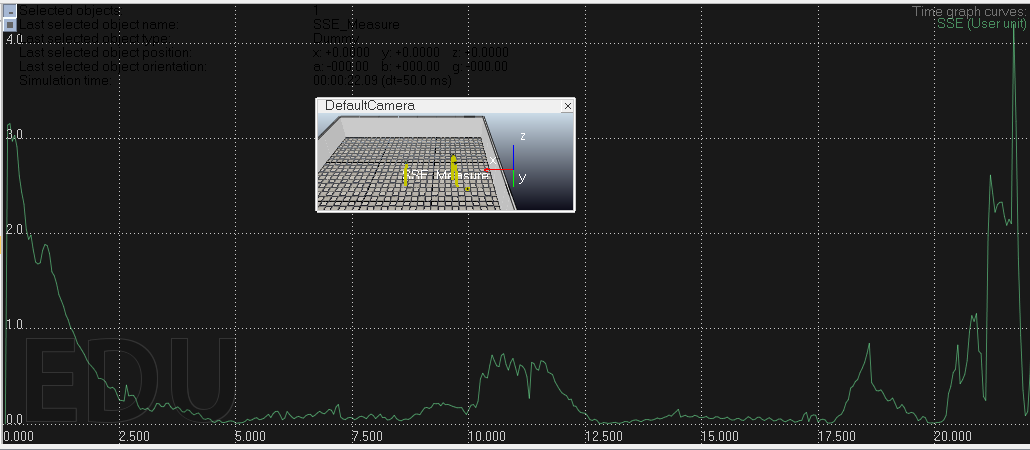 Selected object: 1
Last selected object name: SSE_Measure
Last selected object type: Dummy
Last selected object position: x: +0.0000 y: +0.0000 z: +0.0000
Last selected object orientation: a: -000.00 b: +000.00 g: -000.00
Simulation time: 00:00:22.09 (dt=50.0 ms)
Time graph curves:
SSE (User unit)
DefaultCamera
z
x
SSE_Measure
y
4.0
3.0
2.0
1.0
0.0
EDU
0.000 2.500 5.000 7.500 10.000 12.500 15.000 17.500 20.000